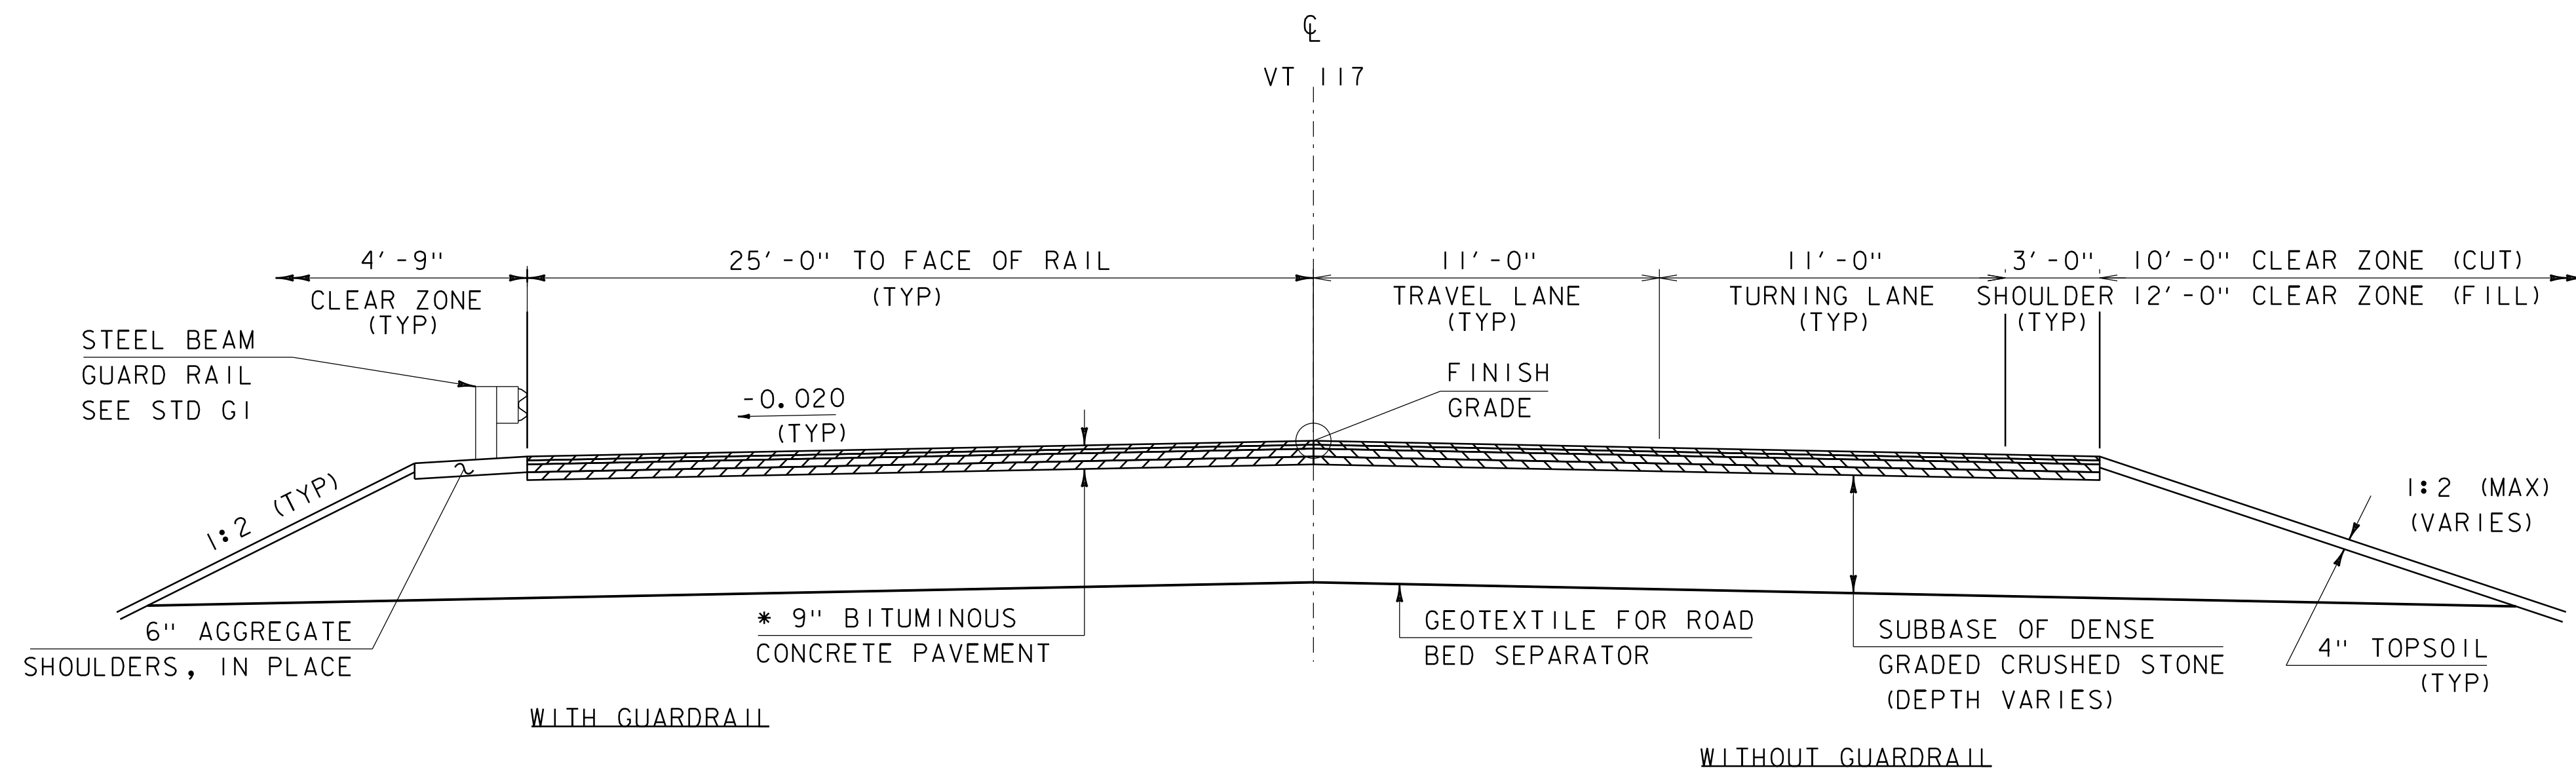 ℄
VT 117
4'-9"
CLEAR ZONE
(TYP)
25'-0" TO FACE OF RAIL
(TYP)
11'-0"
TRAVEL LANE
(TYP)
11'-0"
TURNING LANE
(TYP)
3'-0"
SHOULDER
(TYP)
10'-0" CLEAR ZONE (CUT)
12'-0" CLEAR ZONE (FILL)
STEEL BEAM
GUARD RAIL
SEE STD G1
-0.020
(TYP)
FINISH
GRADE
1:2 (TYP)
1:2 (MAX)
(VARIES)
6" AGGREGATE
SHOULDERS, IN PLACE
* 9" BITUMINOUS
CONCRETE PAVEMENT
GEOTEXTILE FOR ROAD
BED SEPARATOR
SUBBASE OF DENSE
GRADED CRUSHED STONE
(DEPTH VARIES)
4" TOPSOIL
(TYP)
WITH GUARDRAIL
WITHOUT GUARDRAIL